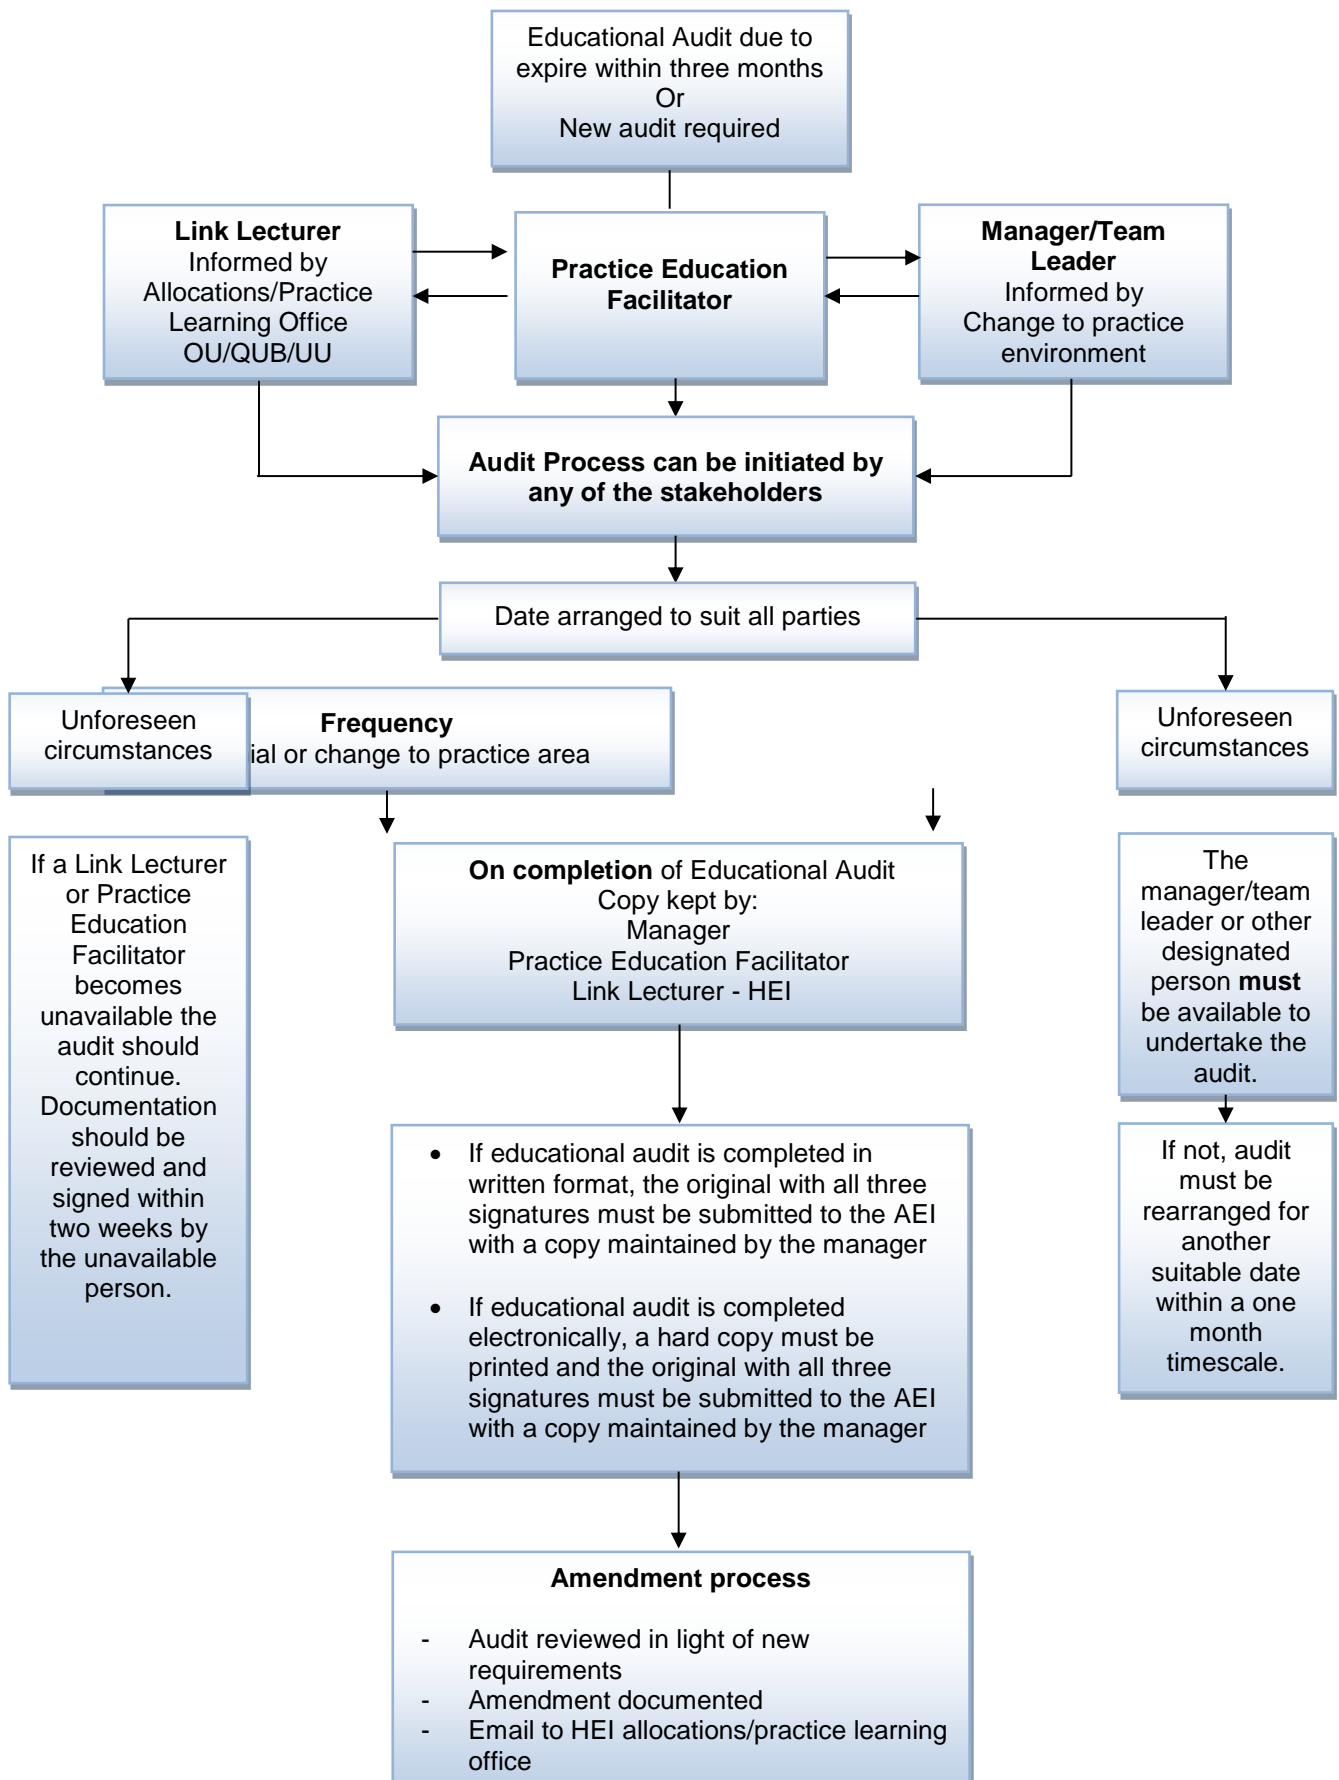 Educational Audit due to
expire within three months
Or
New audit required
Link Lecturer
Informed by
Allocations/Practice
Learning Office
OU/QUB/UU
Practice Education
Facilitator
Manager/Team
Leader
Informed by
Change to practice
environment
Audit Process can be initiated by
any of the stakeholders
Date arranged to suit all parties
Unforeseen
circumstances
Frequency
or change to practice area
Unforeseen
circumstances
If a Link Lecturer
or Practice
Education
Facilitator
becomes
unavailable the
audit should
continue.
Documentation
should be
reviewed and
signed within
two weeks by
the unavailable
person.
On completion of Educational Audit
Copy kept by:
Manager
Practice Education Facilitator
Link Lecturer - HEI
The
manager/team
leader or other
designated
person must
be available to
undertake the
audit.
• If educational audit is completed in
written format, the original with all three
signatures must be submitted to the AEI
with a copy maintained by the manager
• If educational audit is completed
electronically, a hard copy must be
printed and the original with all three
signatures must be submitted to the AEI
with a copy maintained by the manager
If not, audit
must be
rearranged for
another
suitable date
within a one
month
timescale.
Amendment process
- Audit reviewed in light of new
requirements
- Amendment documented
- Email to HEI allocations/practice learning
office